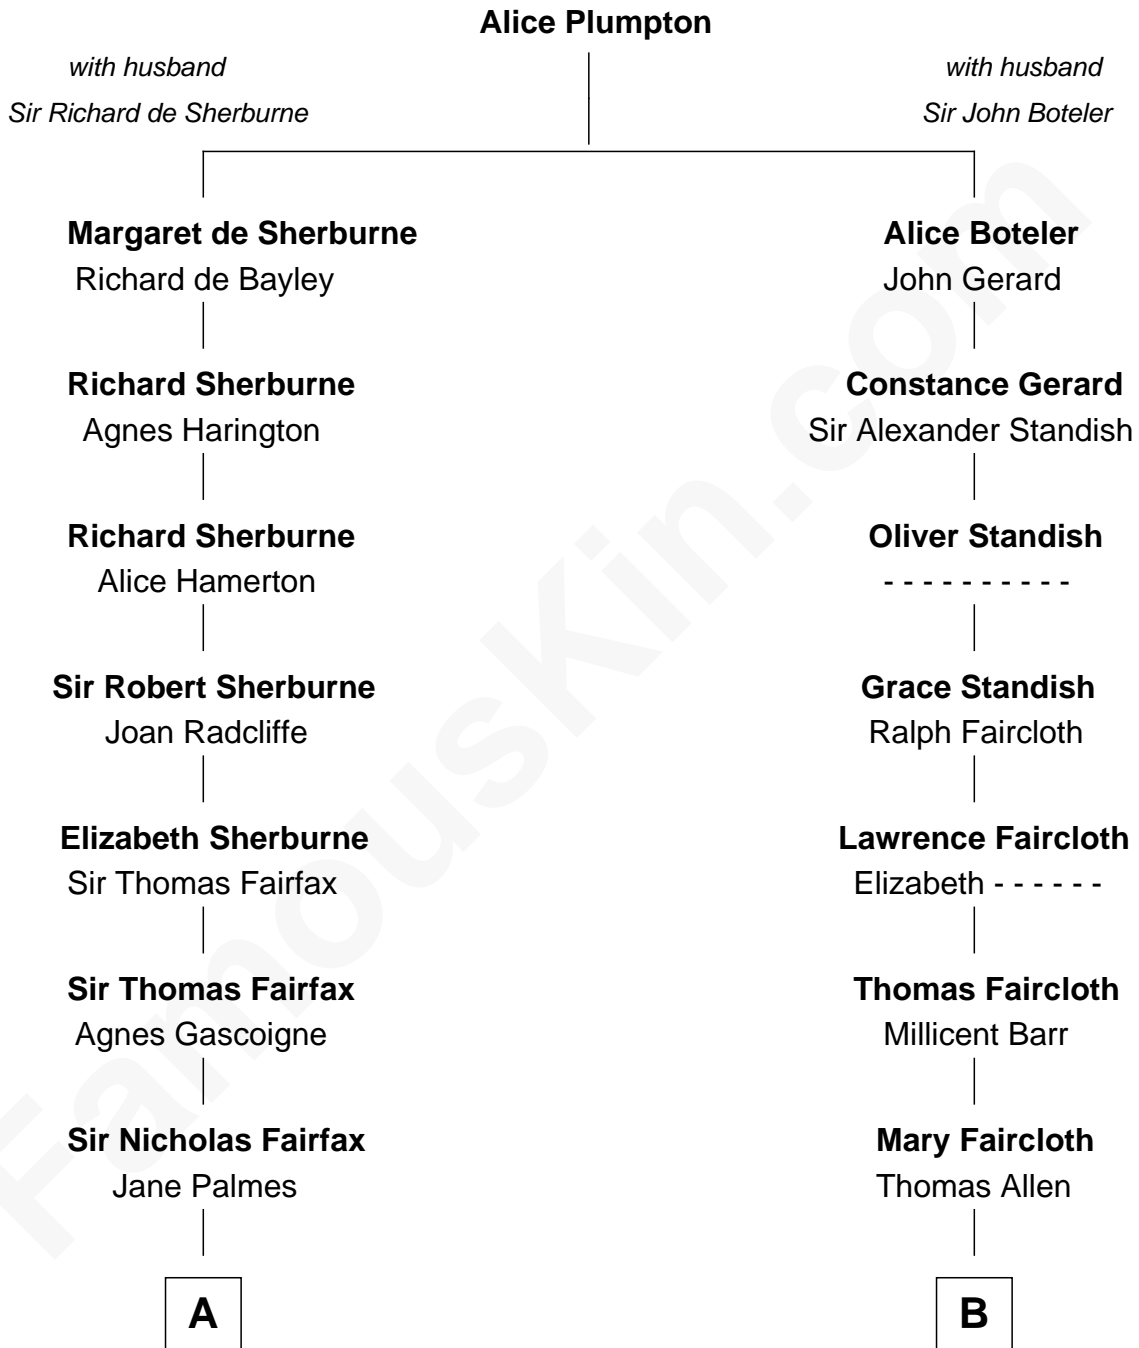 Alice Plumpton
with husband
Sir Richard de Sherburne
with husband
Sir John Boteler
Margaret de Sherburne
Richard de Bayley
Alice Boteler
John Gerard
Richard Sherburne
Agnes Harington
Constance Gerard
Sir Alexander Standish
Richard Sherburne
Alice Hamerton
Oliver Standish
- - - - - - - - - -
Sir Robert Sherburne
Joan Radcliffe
Grace Standish
Ralph Faircloth
Elizabeth Sherburne
Sir Thomas Fairfax
Lawrence Faircloth
Elizabeth - - - - - -
Sir Thomas Fairfax
Agnes Gascoigne
Thomas Faircloth
Millicent Barr
Sir Nicholas Fairfax
Jane Palmes
Mary Faircloth
Thomas Allen
A
B
FamousKin.com